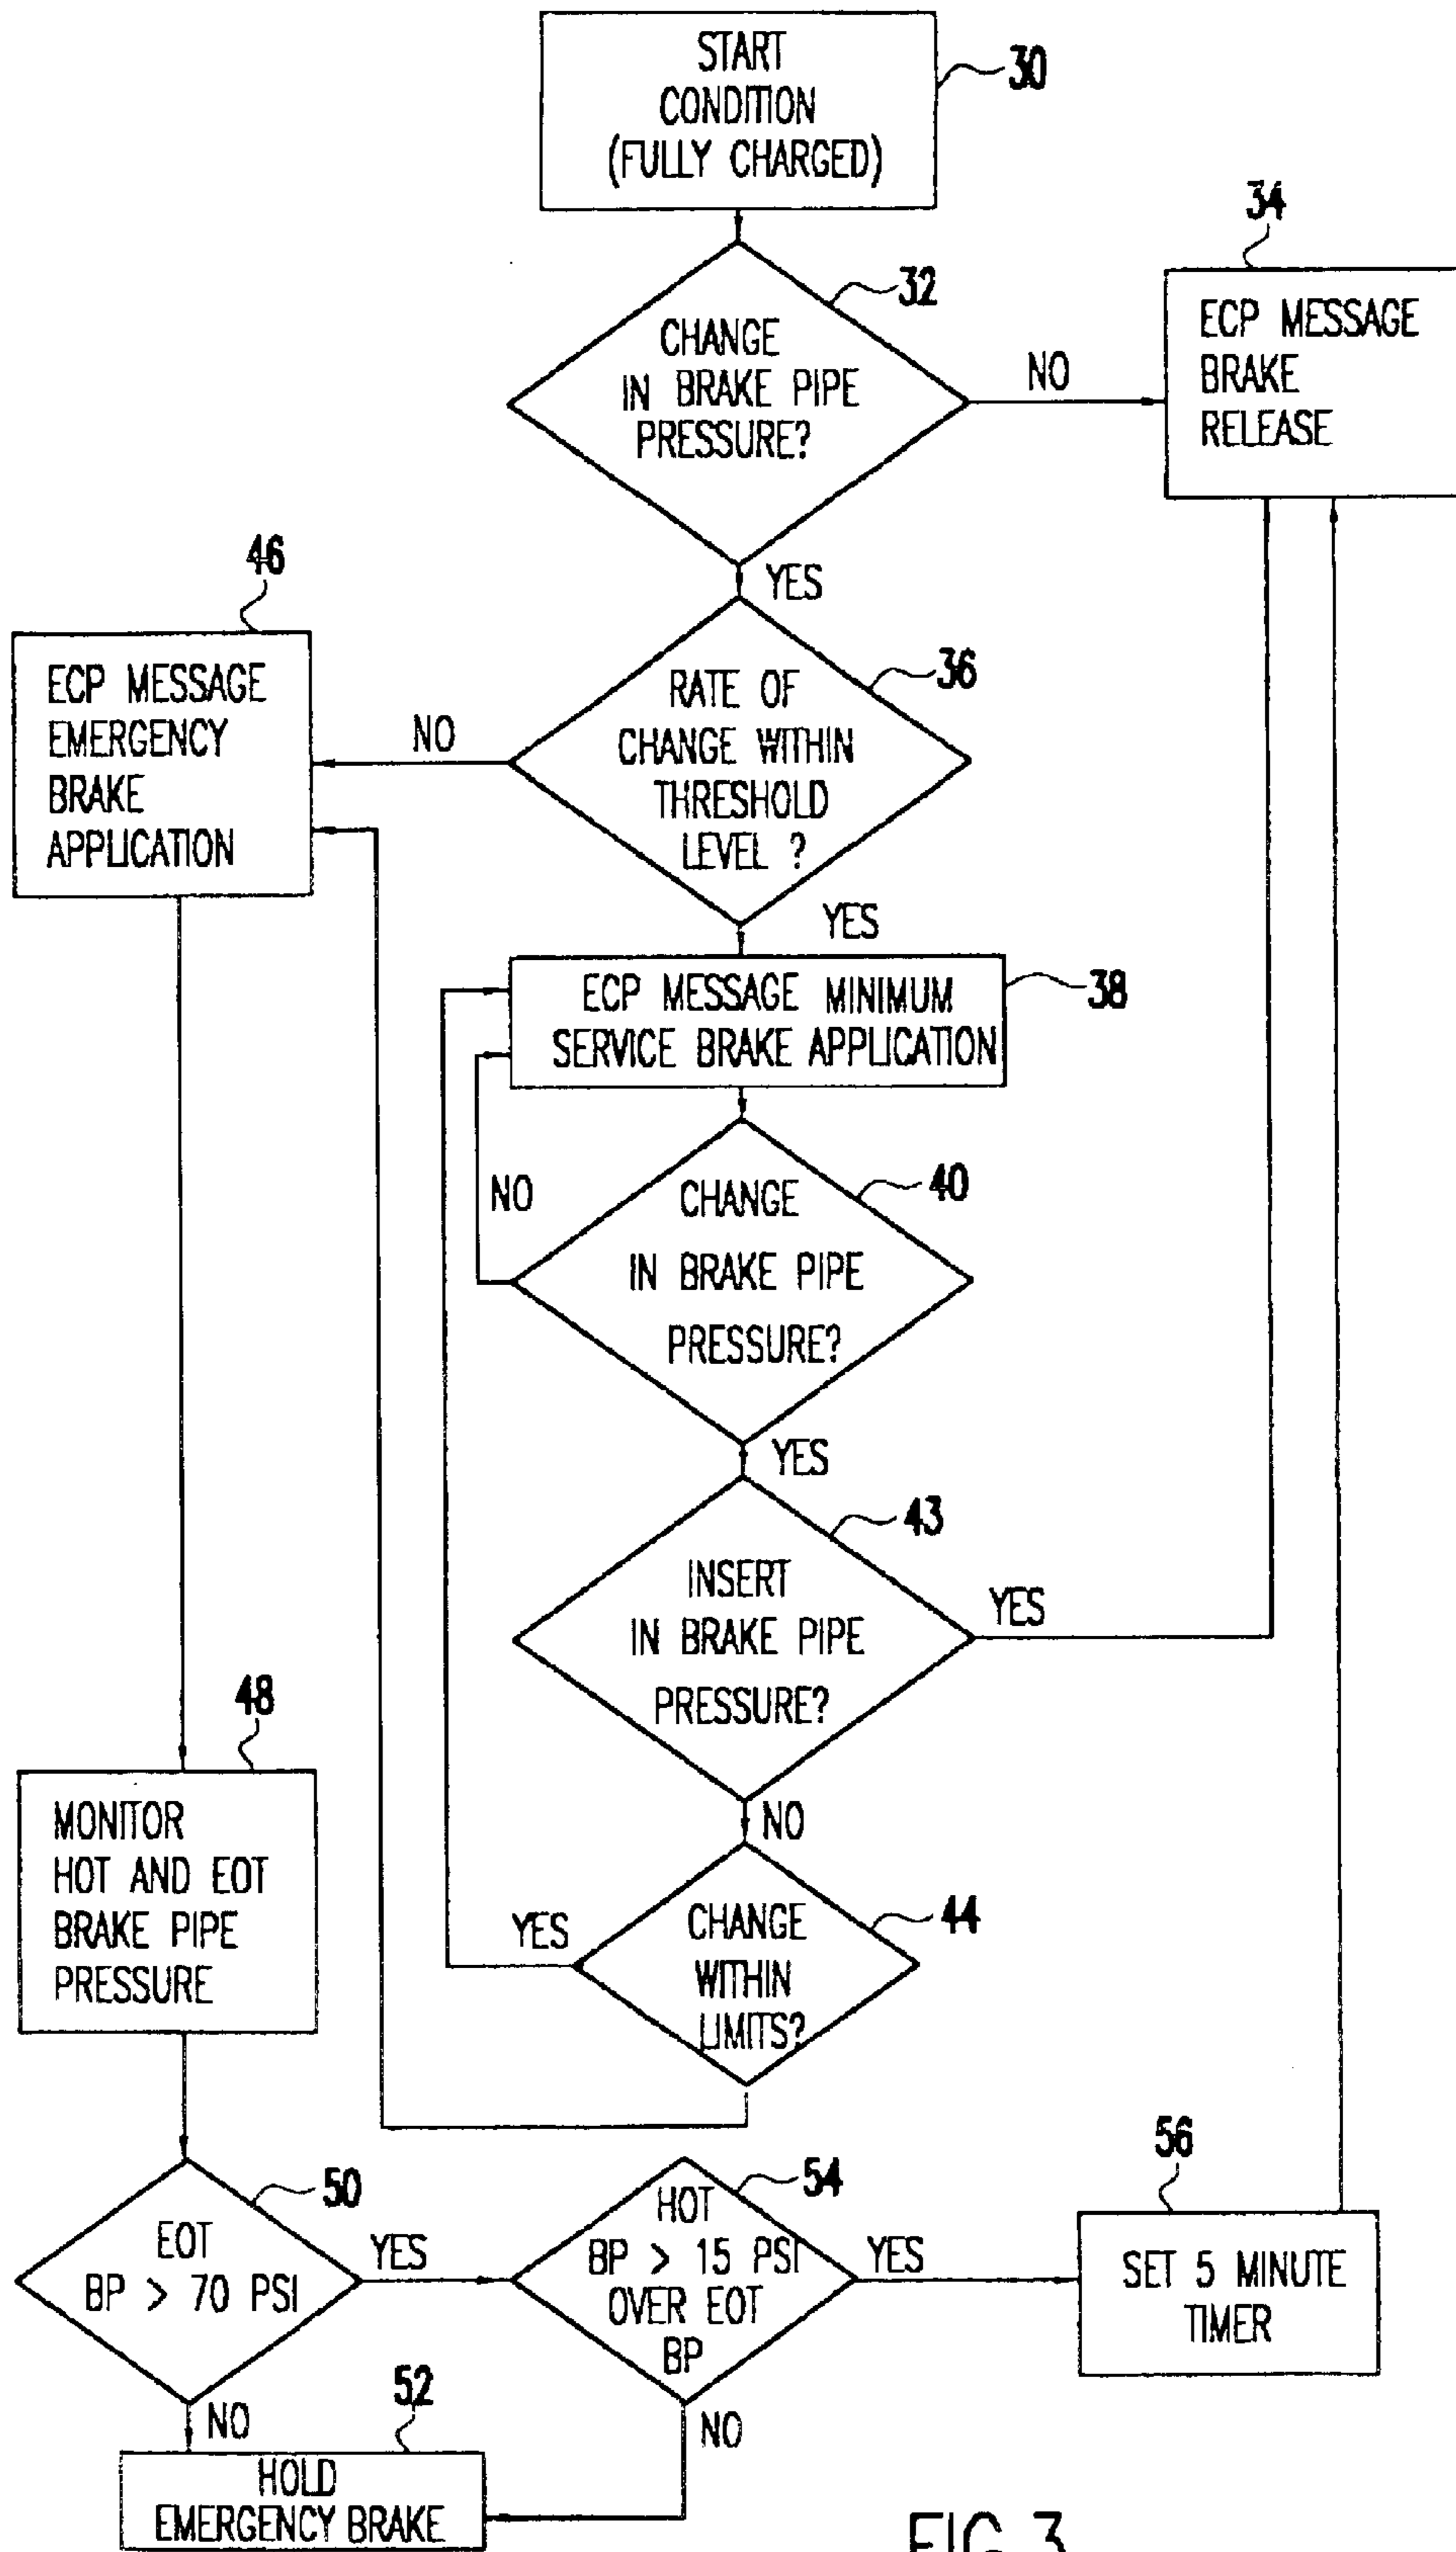 START
CONDITION
(FULLY CHARGED)
30
34
32
CHANGE
IN BRAKE PIPE
PRESSURE?
NO
ECP MESSAGE
BRAKE
RELEASE
YES
46
ECP MESSAGE
EMERGENCY
BRAKE
APPLICATION
NO
36
RATE OF
CHANGE WITHIN
THRESHOLD
LEVEL ?
YES
ECP MESSAGE MINIMUM
SERVICE BRAKE APPLICATION
38
NO
40
CHANGE
IN BRAKE PIPE
PRESSURE?
YES
43
INSERT
IN BRAKE PIPE
PRESSURE?
YES
NO
48
MONITOR
HOT AND EOT
BRAKE PIPE
PRESSURE
YES
44
CHANGE
WITHIN
LIMITS?
50
EOT
BP > 70 PSI
YES
NO
54
HOT
BP > 15 PSI
OVER EOT
BP
YES
NO
56
SET 5 MINUTE
TIMER
52
HOLD
EMERGENCY BRAKE
FIG. 3